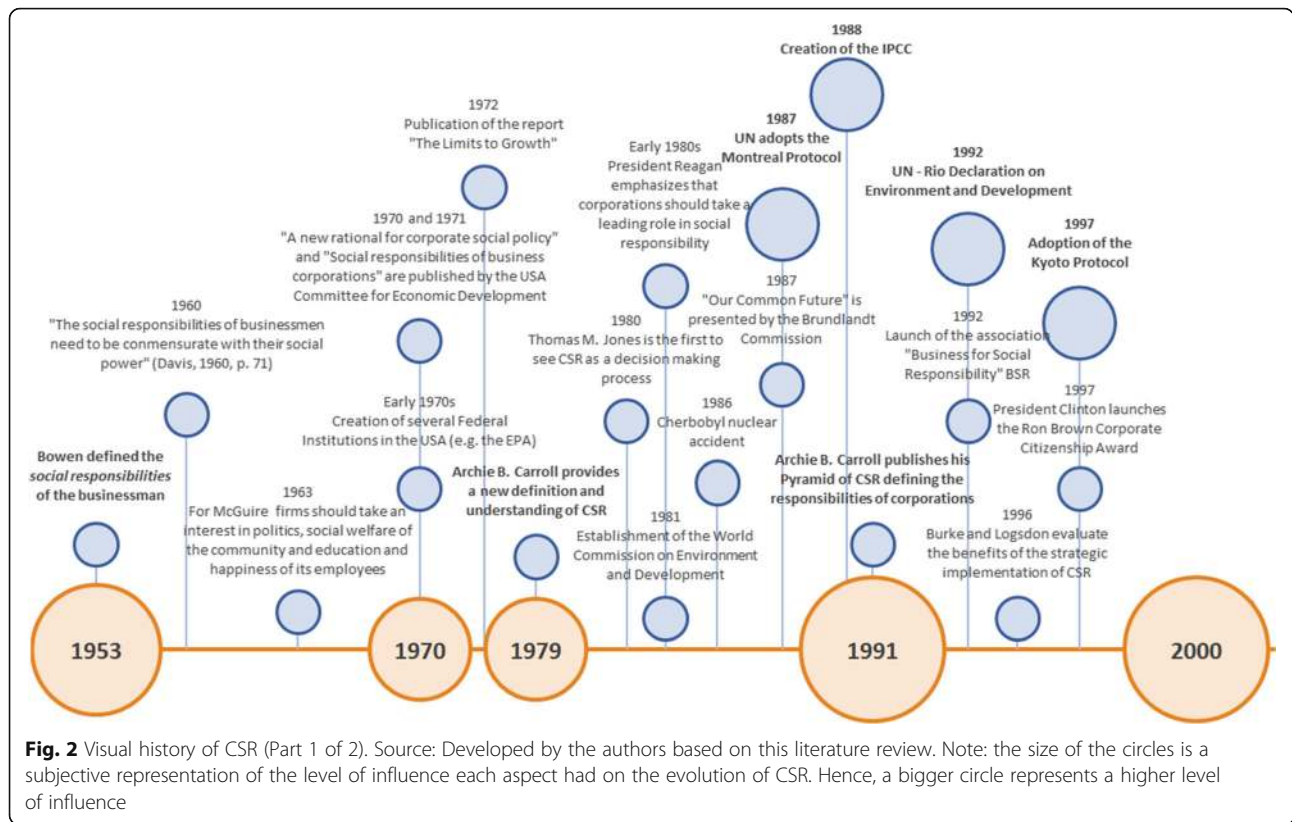 1988
Creation of the IPCC
1972
Publication of the report
"The Limits to Growth"
1987
UN adopts the
Montreal Protocol
Early 1980s
President Reagan
emphasizes that
corporations should take a
leading role in social
responsibility
1992
UN - Rio Declaration on
Environment and Development
1970 and 1971
"A new rational for corporate social policy"
and "Social responsibilities of business
corporations" are published by the USA
Committee for Economic Development
1997
Adoption of the
Kyoto Protocol
1960
"The social responsibilities of businessmen
need to be conmensurate with their social
power" (Davis, 1960, p. 71)
1980
Thomas M. Jones is the first to
see CSR as a decision making
process
1987
"Our Common Future" is
presented by the Brundlandt
Commission
1992
Launch of the association
"Business for Social
Responsibility" BSR
Early 1970s
Creation of several Federal
Institutions in the USA (e.g. the EPA)
1986
Cherbobyl nuclear
accident
1997
President Clinton launches
the Ron Brown Corporate
Citizenship Award
Bowen defined the
social responsibilities
of the businessman
1963
For McGuire firms should take an
interest in politics, social welfare of
the community and education and
happiness of its employees
Archie B. Carroll provides
a new definition and
understanding of CSR
1981
Establishment of the World
Commission on Environment
and Development
Archie B. Carroll publishes his
Pyramid of CSR defining the
responsibilities of corporations
1996
Burke and Logsdon evaluate
the benefits of the strategic
implementation of CSR
1953
1970
1979
1991
2000
Fig. 2 Visual history of CSR (Part 1 of 2). Source: Developed by the authors based on this literature review. Note: the size of the circles is a
subjective representation of the level of influence each aspect had on the evolution of CSR. Hence, a bigger circle represents a higher level
of influence